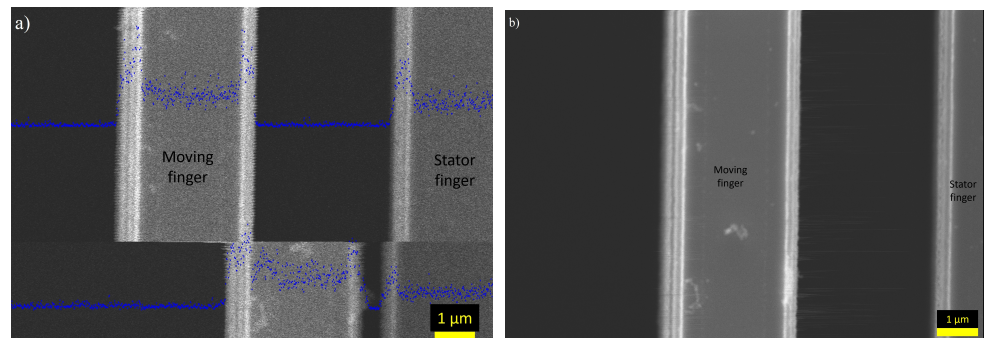 a)
Moving
finger
Stator
finger
1 µm
b)
Moving
finger
Stator
finger
1 µm